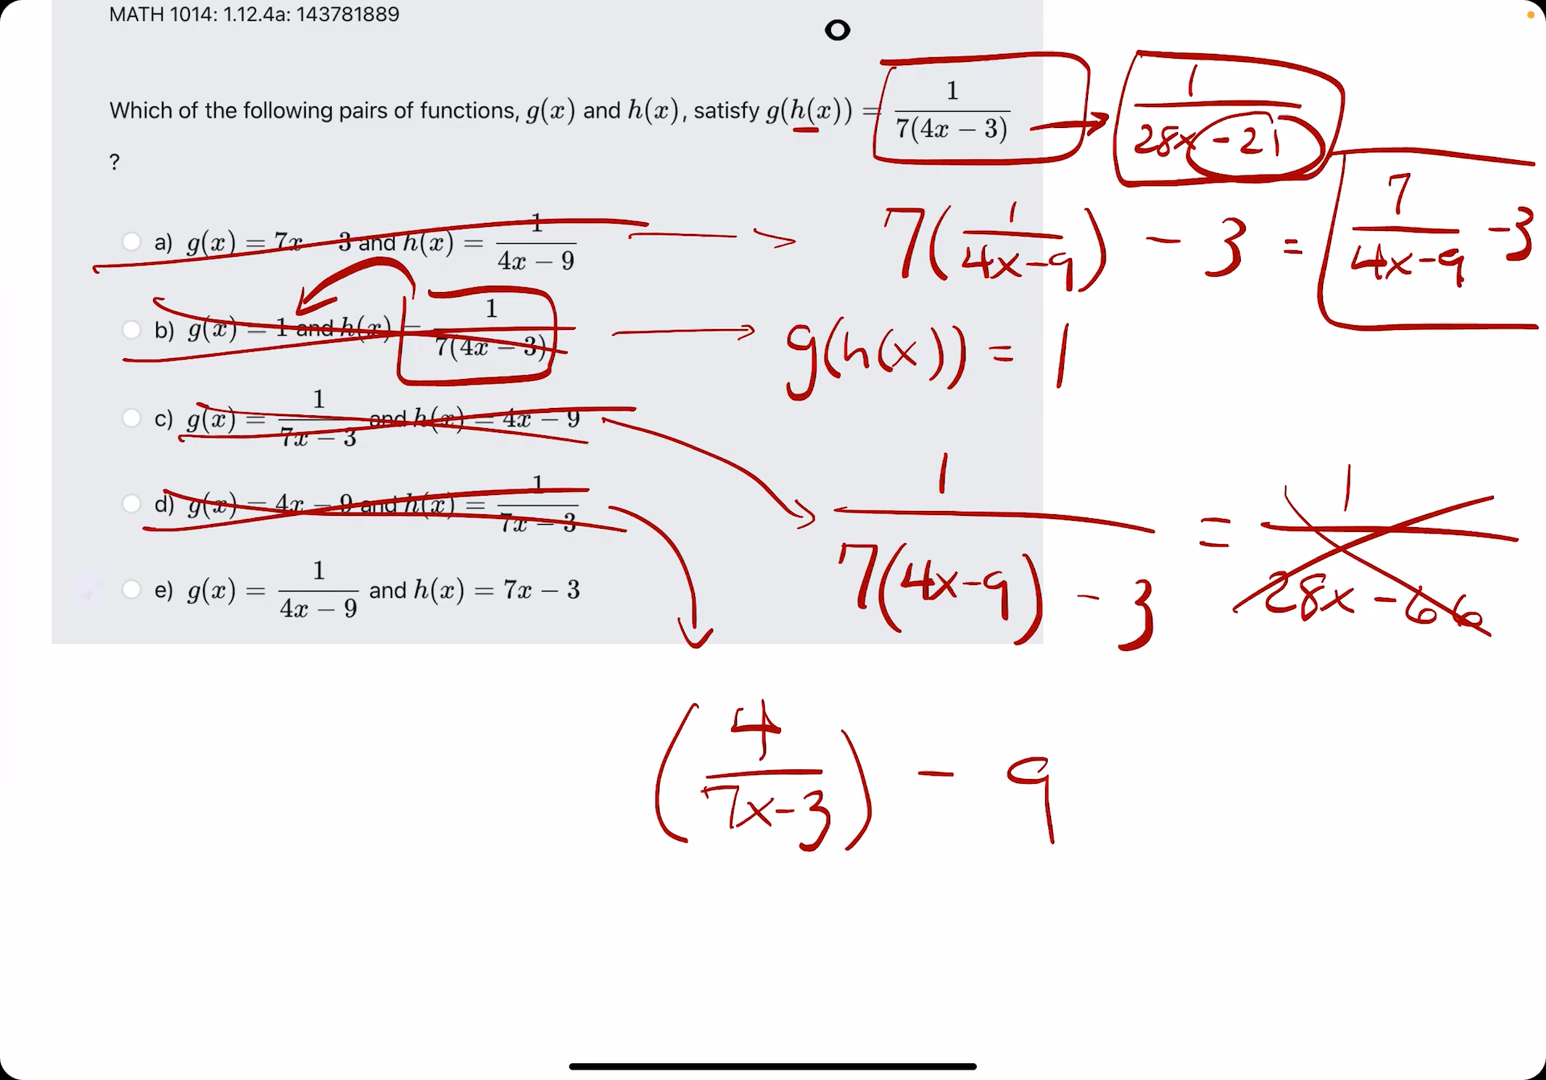 MATH 1014: 1.12.4a: 143781889
Which of the following pairs of functions, g(x) and h(x), satisfy g(h(x)) = 1/(7(4x − 3))
?
→ 1/(28x − 21)
a) g(x) = 7x − 3 and h(x) = 1/(4x − 9)
7(1/(4x−9)) − 3 = 7/(4x−9) − 3
b) g(x) = 1 and h(x) = 1/(7(4x − 3))
g(h(x)) = 1
c) g(x) = 1/(7x − 3) and h(x) = 4x − 9
1/(7(4x−9) − 3) = 1/(28x − 66)
d) g(x) = 4x − 9 and h(x) = 1/(7x − 3)
(4/(7x−3)) − 9
e) g(x) = 1/(4x − 9) and h(x) = 7x − 3